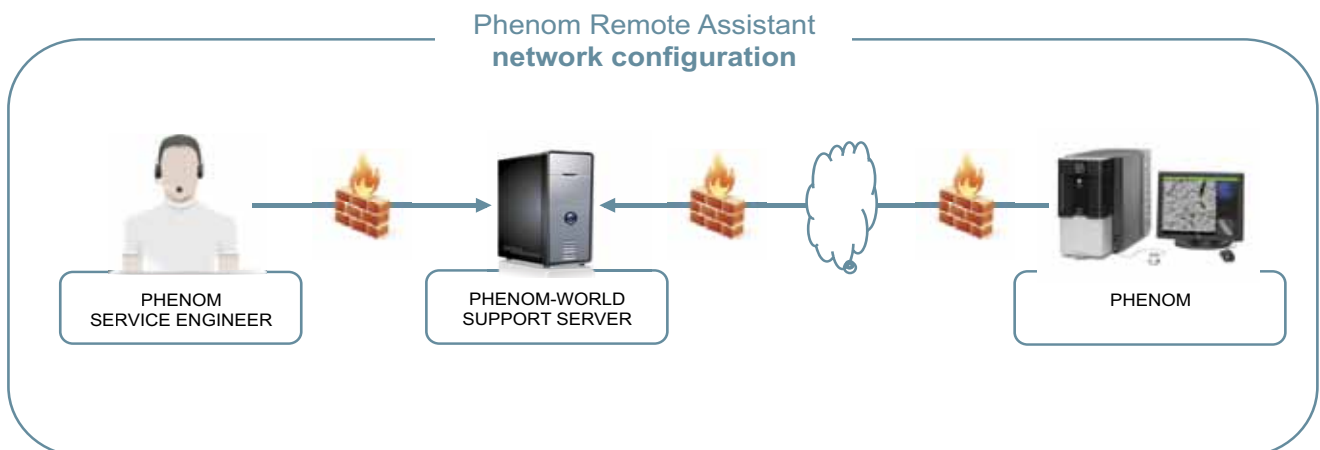 Phenom Remote Assistant
network configuration
PHENOM
SERVICE ENGINEER
PHENOM-WORLD
SUPPORT SERVER
PHENOM